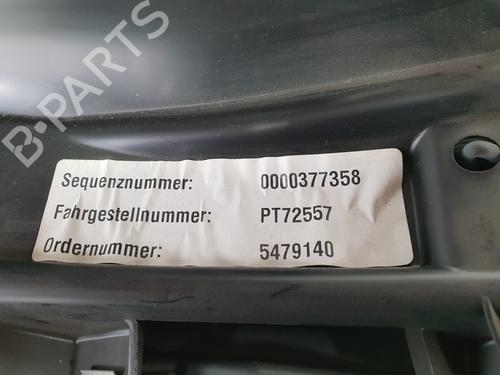 B-PARTS
Sequenznummer: 0000377358
Fahrgestellnummer: PT72557
Ordernummer: 5479140